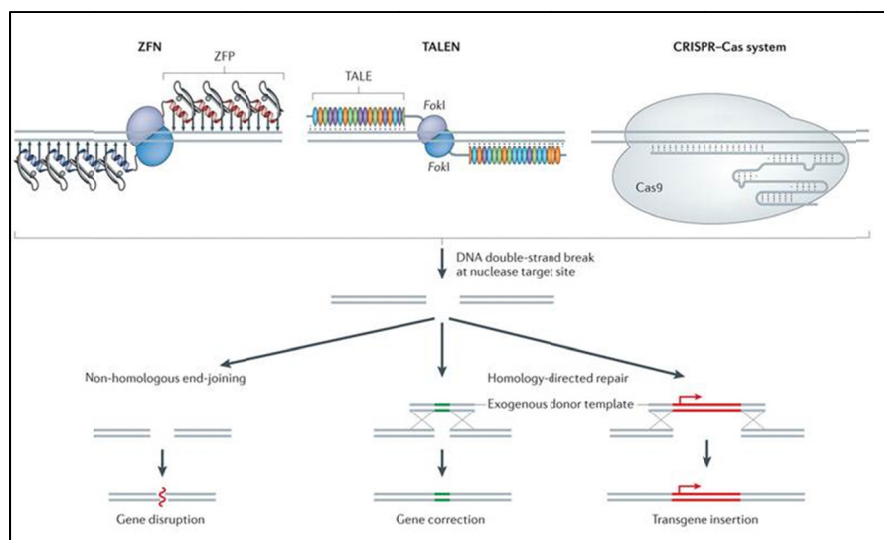 ZFN
TALEN
CRISPR–Cas system
ZFP
TALE
FokI
FokI
Cas9
DNA double-strand break
at nuclease target site
Non-homologous end-joining
Homology-directed repair
Exogenous donor template
Gene disruption
Gene correction
Transgene insertion